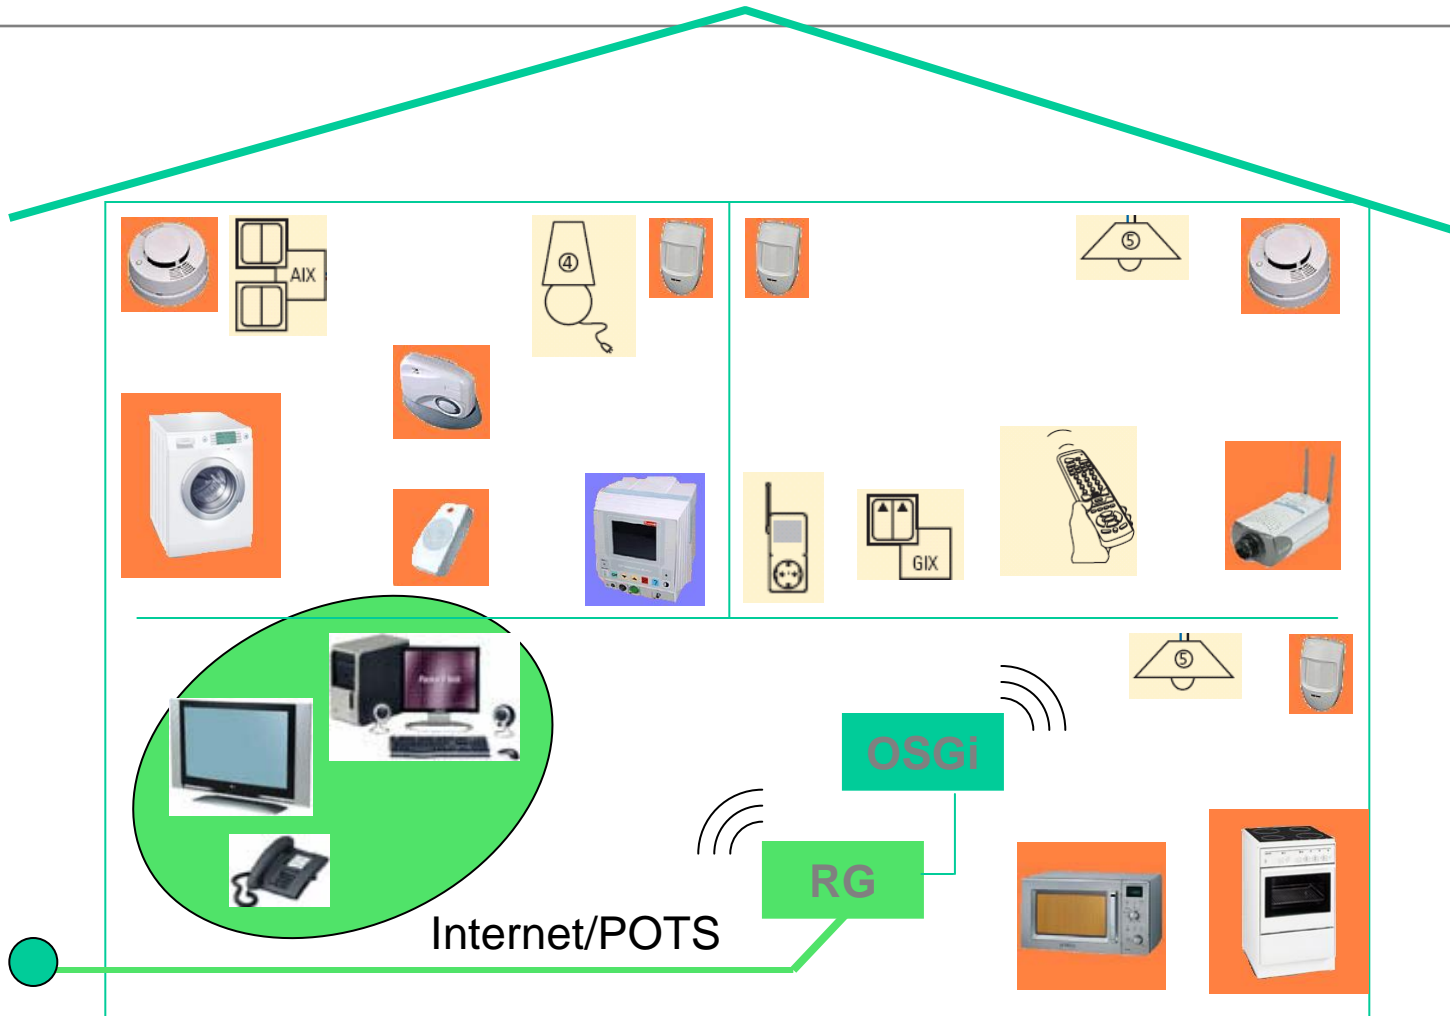 AIX
④
⑤
GIX
⑤
OSGi
RG
Internet/POTS